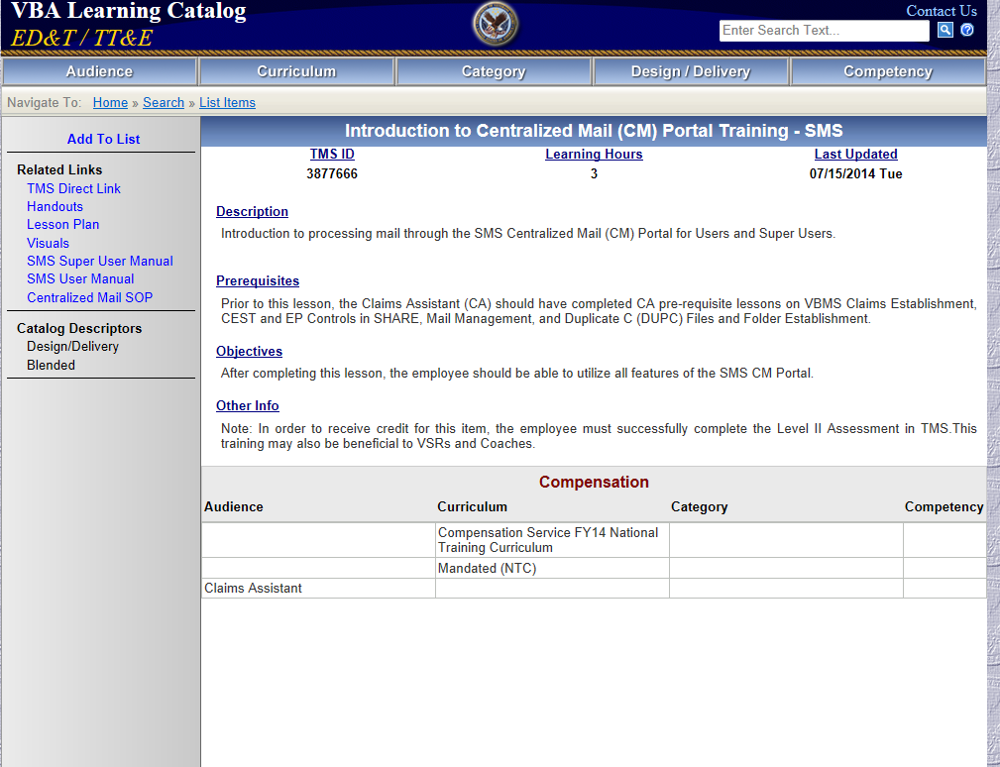 VBA Learning Catalog
ED&T / TT&E
Contact Us
Enter Search Text...
Audience Curriculum Category Design / Delivery Competency
Navigate To: Home » Search » List Items
Add To List
Related Links
TMS Direct Link
Handouts
Lesson Plan
Visuals
SMS Super User Manual
SMS User Manual
Centralized Mail SOP
Catalog Descriptors
Design/Delivery
Blended
Introduction to Centralized Mail (CM) Portal Training - SMS
TMS ID Learning Hours Last Updated
3877666 3 07/15/2014 Tue
Description
Introduction to processing mail through the SMS Centralized Mail (CM) Portal for Users and Super Users.
Prerequisites
Prior to this lesson, the Claims Assistant (CA) should have completed CA pre-requisite lessons on VBMS Claims Establishment,
CEST and EP Controls in SHARE, Mail Management, and Duplicate C (DUPC) Files and Folder Establishment.
Objectives
After completing this lesson, the employee should be able to utilize all features of the SMS CM Portal.
Other Info
Note: In order to receive credit for this item, the employee must successfully complete the Level II Assessment in TMS.This
training may also be beneficial to VSRs and Coaches.
Compensation
Audience Curriculum Category Competency
Compensation Service FY14 National
Training Curriculum
Mandated (NTC)
Claims Assistant